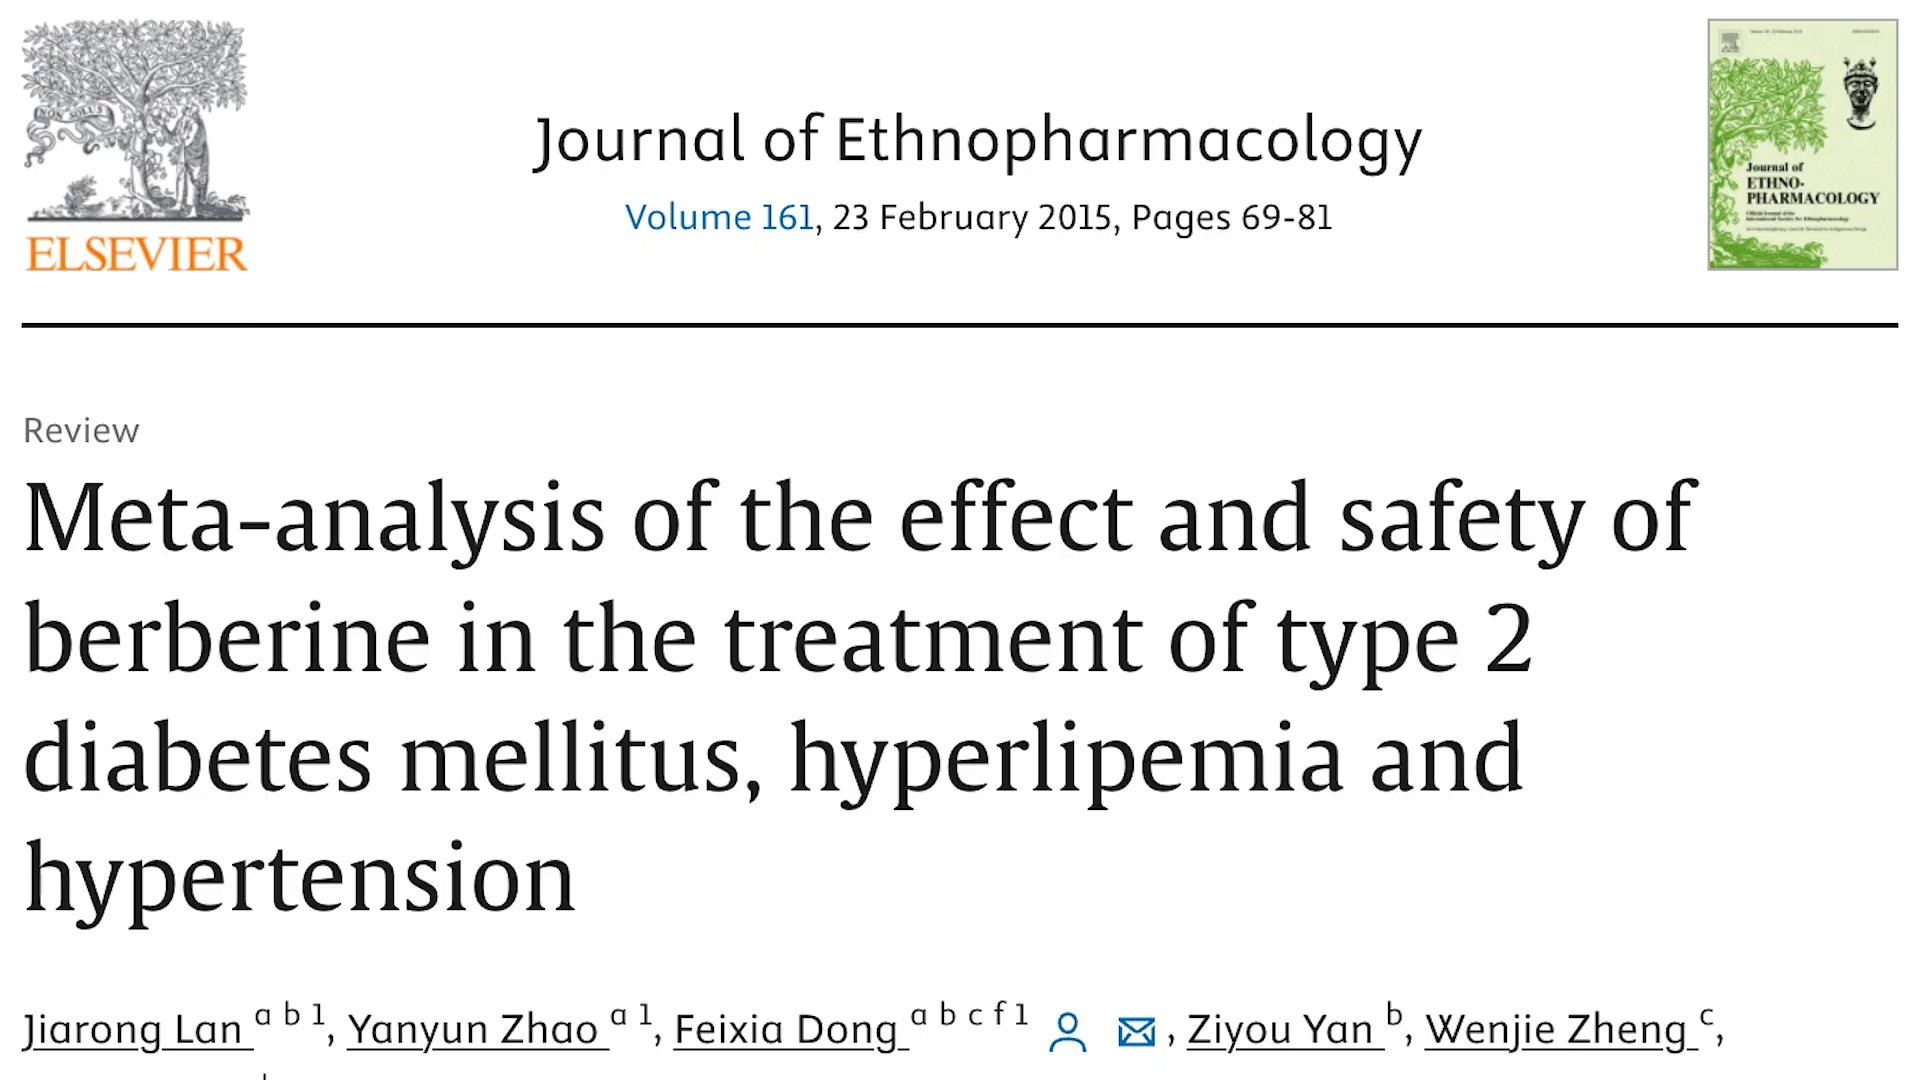 NON SOLUS
ELSEVIER
Journal of Ethnopharmacology
Volume 161, 23 February 2015, Pages 69-81
Journal of
ETHNO-
PHARMACOLOGY
Review
Meta-analysis of the effect and safety of
berberine in the treatment of type 2
diabetes mellitus, hyperlipemia and
hypertension
Jiarong Lan a b 1, Yanyun Zhao a 1, Feixia Dong a b c f 1, Ziyou Yan b, Wenjie Zheng c,